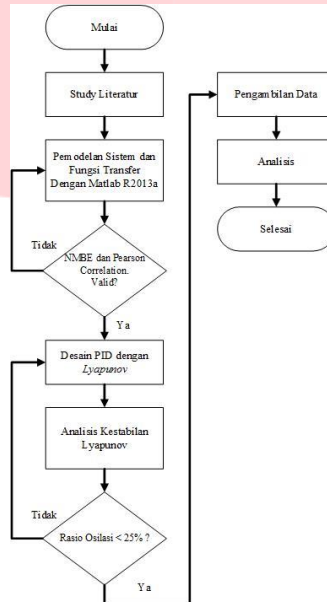 Mulai
Study Literatur
Pemodelan Sistem dan
Fungsi Transfer
Dengan Matlab R2013a
Tidak
NMBE dan Pearson
Correlation.
Valid?
Ya
Desain PID dengan
Lyapunov
Analisis Kestabilan
Lyapunov
Tidak
Rasio Osilasi < 25% ?
Ya
Pengambilan Data
Analisis
Selesai